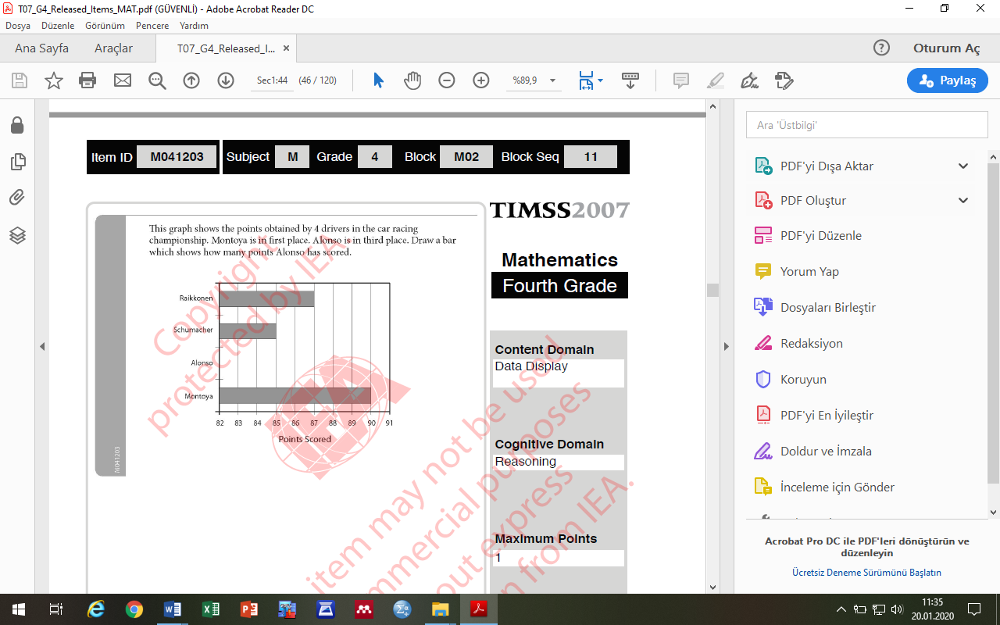 T07_G4_Released_Items_MAT.pdf (GÜVENLİ) - Adobe Acrobat Reader DC
Dosya Düzenle Görünüm Pencere Yardım
Ana Sayfa Araçlar T07_G4_Released_I... × ? Oturum Aç
Sec1:44 (46 / 120) %89,9 Paylaş
Item ID M041203 Subject M Grade 4 Block M02 Block Seq 11
TIMSS2007
This graph shows the points obtained by 4 drivers in the car racing
championship. Montoya is in first place. Alonso is in third place. Draw a bar
which shows how many points Alonso has scored.
Raikkonen
Schumacher
Alonso
Montoya
82 83 84 85 86 87 88 89 90 91
Points Scored
M041203
Mathematics
Fourth Grade
Content Domain
Data Display
Cognitive Domain
Reasoning
Maximum Points
1
Copyright
protected by IEA
IEA
item may not be used
mmercial purposes
out express
n from IEA.
Ara 'Üstbilgi'
PDF'yi Dışa Aktar
PDF Oluştur
PDF'yi Düzenle
Yorum Yap
Dosyaları Birleştir
Redaksiyon
Koruyun
PDF'yi En İyileştir
Doldur ve İmzala
İnceleme için Gönder
Acrobat Pro DC ile PDF'leri dönüştürün ve
düzenleyin
Ücretsiz Deneme Sürümünü Başlatın
11:35
20.01.2020